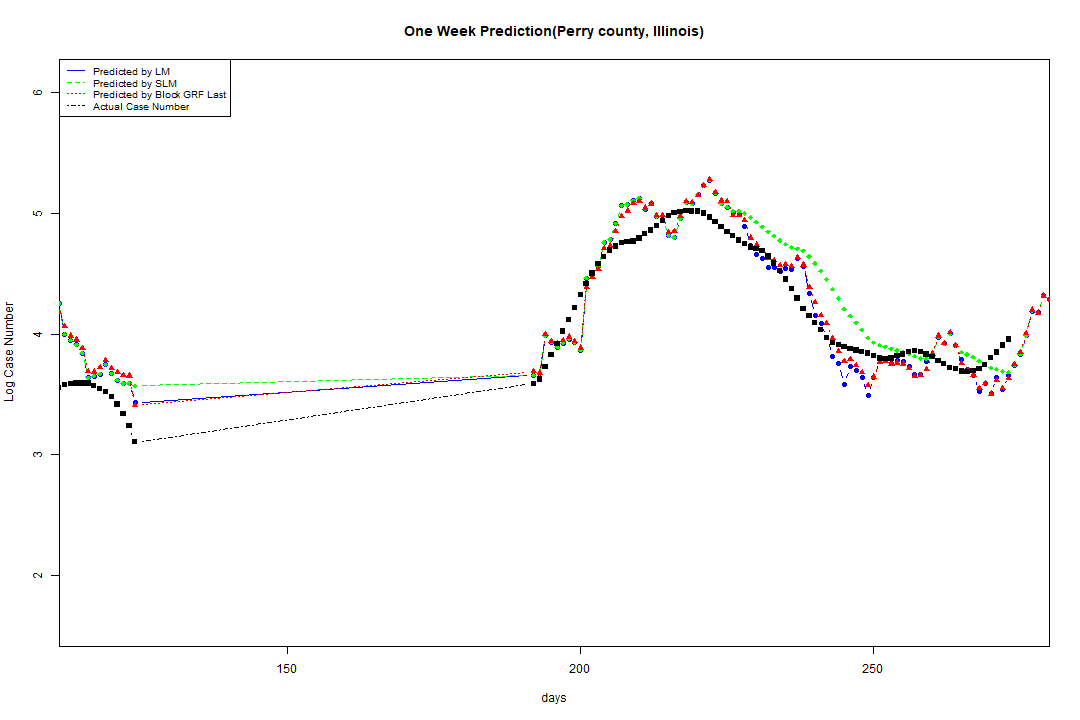 One Week Prediction(Perry county, Illinois)
Predicted by LM
Predicted by SLM
Predicted by Block GRF Last
Actual Case Number
6
5
4
3
2
Log Case Number
150
200
250
days